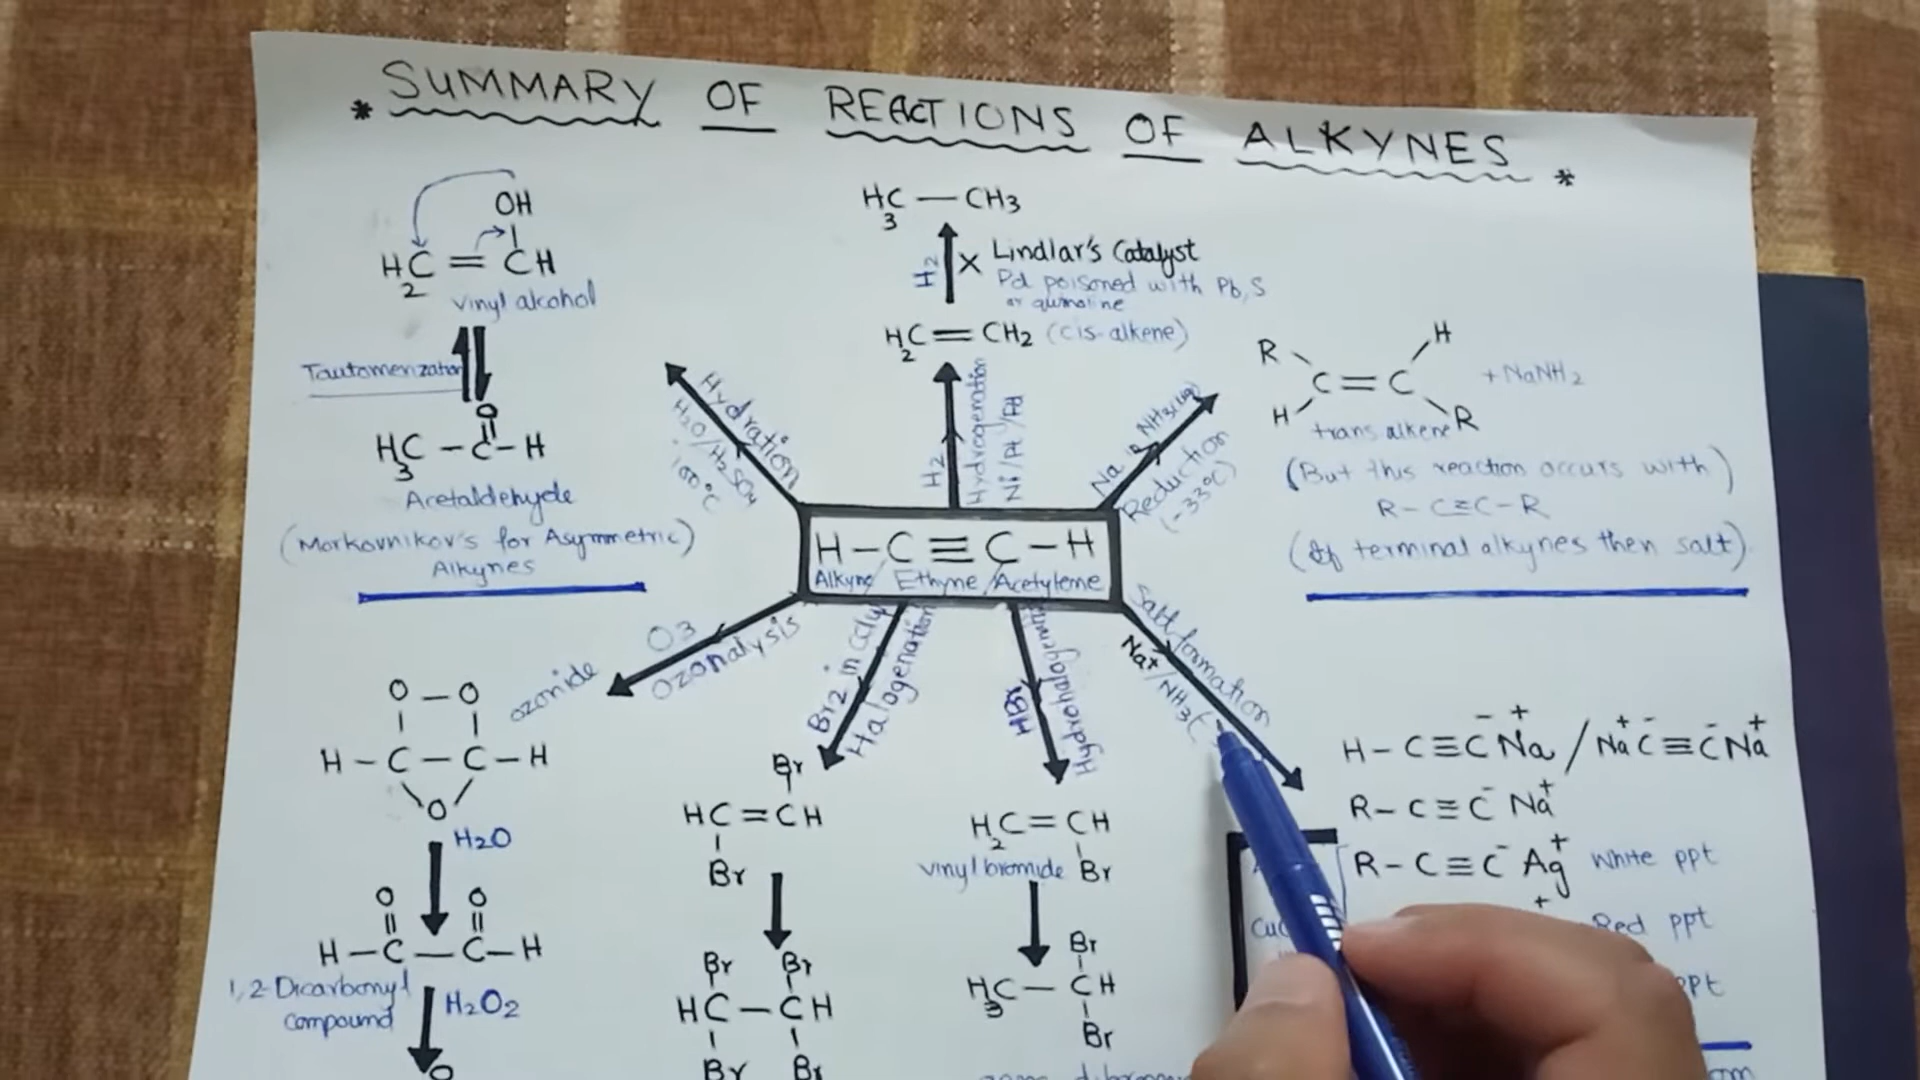 * SUMMARY OF REACTIONS OF ALKYNES *
OH
H2C = CH
vinyl alcohol
Tautomerization
O
H3C - C - H
Acetaldehyde
(Markovnikov's for Asymmetric)
Alkynes
Hydration
H2O/H2SO4
100°C
H3C — CH3
H2
X Lindlar's Catalyst
Pd poisoned with Pb, S
H2C = CH2 (cis-alkene)
H2
Hydrogenation
Ni/Pt/Pd
Na
NH3(liq)
Reduction
(-33°C)
R H
C = C + NaNH2
H R
trans alkene
(But this reaction occurs with)
R - C≡C - R
(If terminal alkynes then salt)
H - C ≡ C - H
Alkyne/Ethyne/Acetylene
O3
Ozonalysis
ozonide
O - O
H - C - C - H
O
H2O
O O
H - C — C - H
1,2-Dicarbonyl
Compound
H2O2
O
Br2 in CCl4
Halogenation
Br
HC = CH
Br
Br Br
HC — CH
Br Br
HBr
Hydrohalogenation
H2C = CH
vinyl bromide Br
Br
H3C — CH
Br
Salt formation
Na+/NH3(
H - C≡C⁻ Na⁺ / Na⁺ C⁻≡C⁻ Na⁺
R - C≡C⁻ Na⁺
R - C≡C⁻ Ag⁺ White ppt
+
Red ppt
ppt